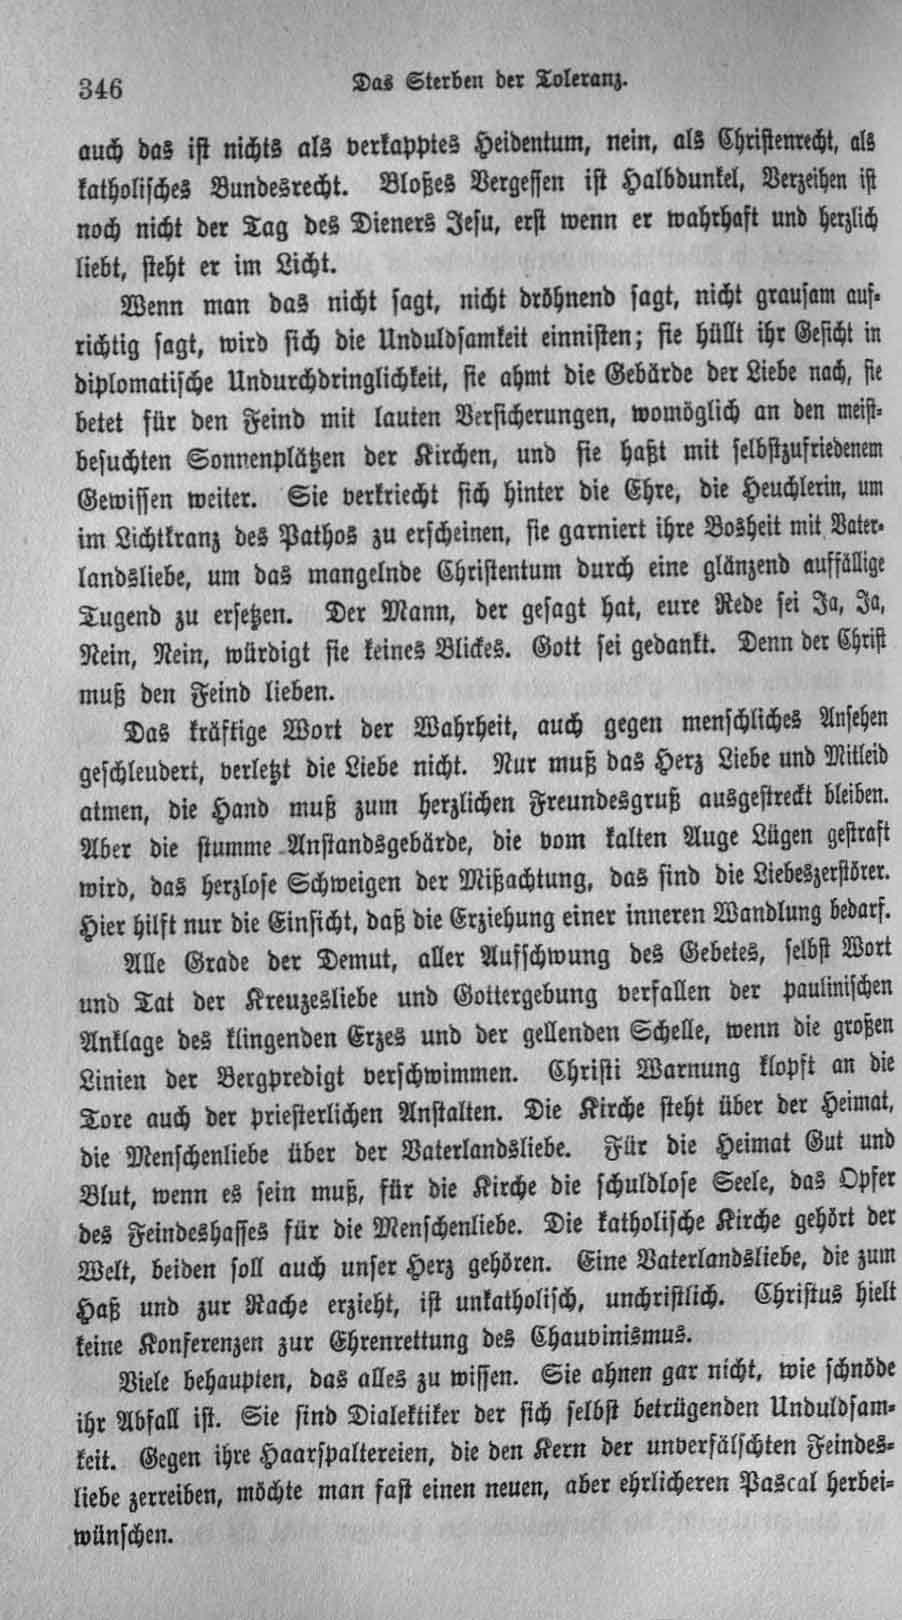 346
Das Sterben der Toleranz.
auch das ist nichts als verkapptes Heidentum, nein, als Christenrecht, als
katholisches Bundesrecht. Bloßes Vergessen ist Halbdunkel, Verzeihen ist
noch nicht der Tag des Dieners Jesu, erst wenn er wahrhaft und herzlich
liebt, steht er im Licht.
Wenn man das nicht sagt, nicht dröhnend sagt, nicht grausam auf-
richtig sagt, wird sich die Unduldsamkeit einnisten; sie hüllt ihr Gesicht in
diplomatische Undurchdringlichkeit, sie ahmt die Gebärde der Liebe nach, sie
betet für den Feind mit lauten Versicherungen, womöglich an den meist-
besuchten Sonnenplätzen der Kirchen, und sie haßt mit selbstzufriedenem
Gewissen weiter. Sie verkriecht sich hinter die Ehre, die Heuchlerin, um
im Lichtkranz des Pathos zu erscheinen, sie garniert ihre Bosheit mit Vater-
landsliebe, um das mangelnde Christentum durch eine glänzend auffällige
Tugend zu ersetzen. Der Mann, der gesagt hat, eure Rede sei Ja, Ja,
Nein, Nein, würdigt sie keines Blickes. Gott sei gedankt. Denn der Christ
muß den Feind lieben.
Das kräftige Wort der Wahrheit, auch gegen menschliches Ansehen
geschleudert, verletzt die Liebe nicht. Nur muß das Herz Liebe und Mitleid
atmen, die Hand muß zum herzlichen Freundesgruß ausgestreckt bleiben.
Aber die stumme Anstandsgebärde, die vom kalten Auge Lügen gestraft
wird, das herzlose Schweigen der Mißachtung, das sind die Liebeszerstörer.
Hier hilft nur die Einsicht, daß die Erziehung einer inneren Wandlung bedarf.
Alle Grade der Demut, aller Aufschwung des Gebetes, selbst Wort
und Tat der Kreuzesliebe und Gottergebung verfallen der paulinischen
Anklage des klingenden Erzes und der gellenden Schelle, wenn die großen
Linien der Bergpredigt verschwimmen. Christi Warnung klopft an die
Tore auch der priesterlichen Anstalten. Die Kirche steht über der Heimat,
die Menschenliebe über der Vaterlandsliebe. Für die Heimat Gut und
Blut, wenn es sein muß, für die Kirche die schuldlose Seele, das Opfer
des Feindeshasses für die Menschenliebe. Die katholische Kirche gehört der
Welt, beiden soll auch unser Herz gehören. Eine Vaterlandsliebe, die zum
Haß und zur Rache erzieht, ist unkatholisch, unchristlich. Christus hielt
keine Konferenzen zur Ehrenrettung des Chauvinismus.
Viele behaupten, das alles zu wissen. Sie ahnen gar nicht, wie schnöde
ihr Abfall ist. Sie sind Dialektiker der sich selbst betrügenden Unduldsam-
keit. Gegen ihre Haarspaltereien, die den Kern der unverfälschten Feindes-
liebe zerreiben, möchte man fast einen neuen, aber ehrlicheren Pascal herbei-
wünschen.